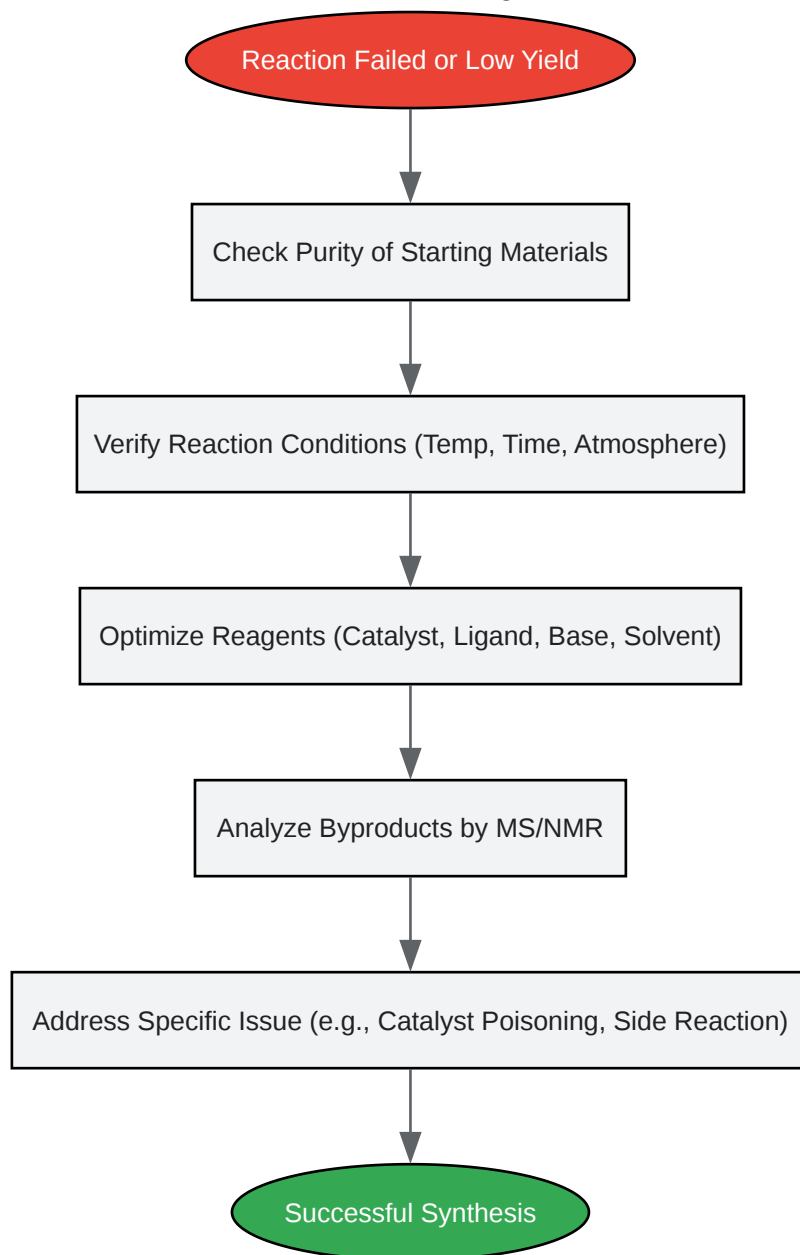 Reaction Failed or Low Yield
Check Purity of Starting Materials
Verify Reaction Conditions (Temp, Time, Atmosphere)
Optimize Reagents (Catalyst, Ligand, Base, Solvent)
Analyze Byproducts by MS/NMR
Address Specific Issue (e.g., Catalyst Poisoning, Side Reaction)
Successful Synthesis